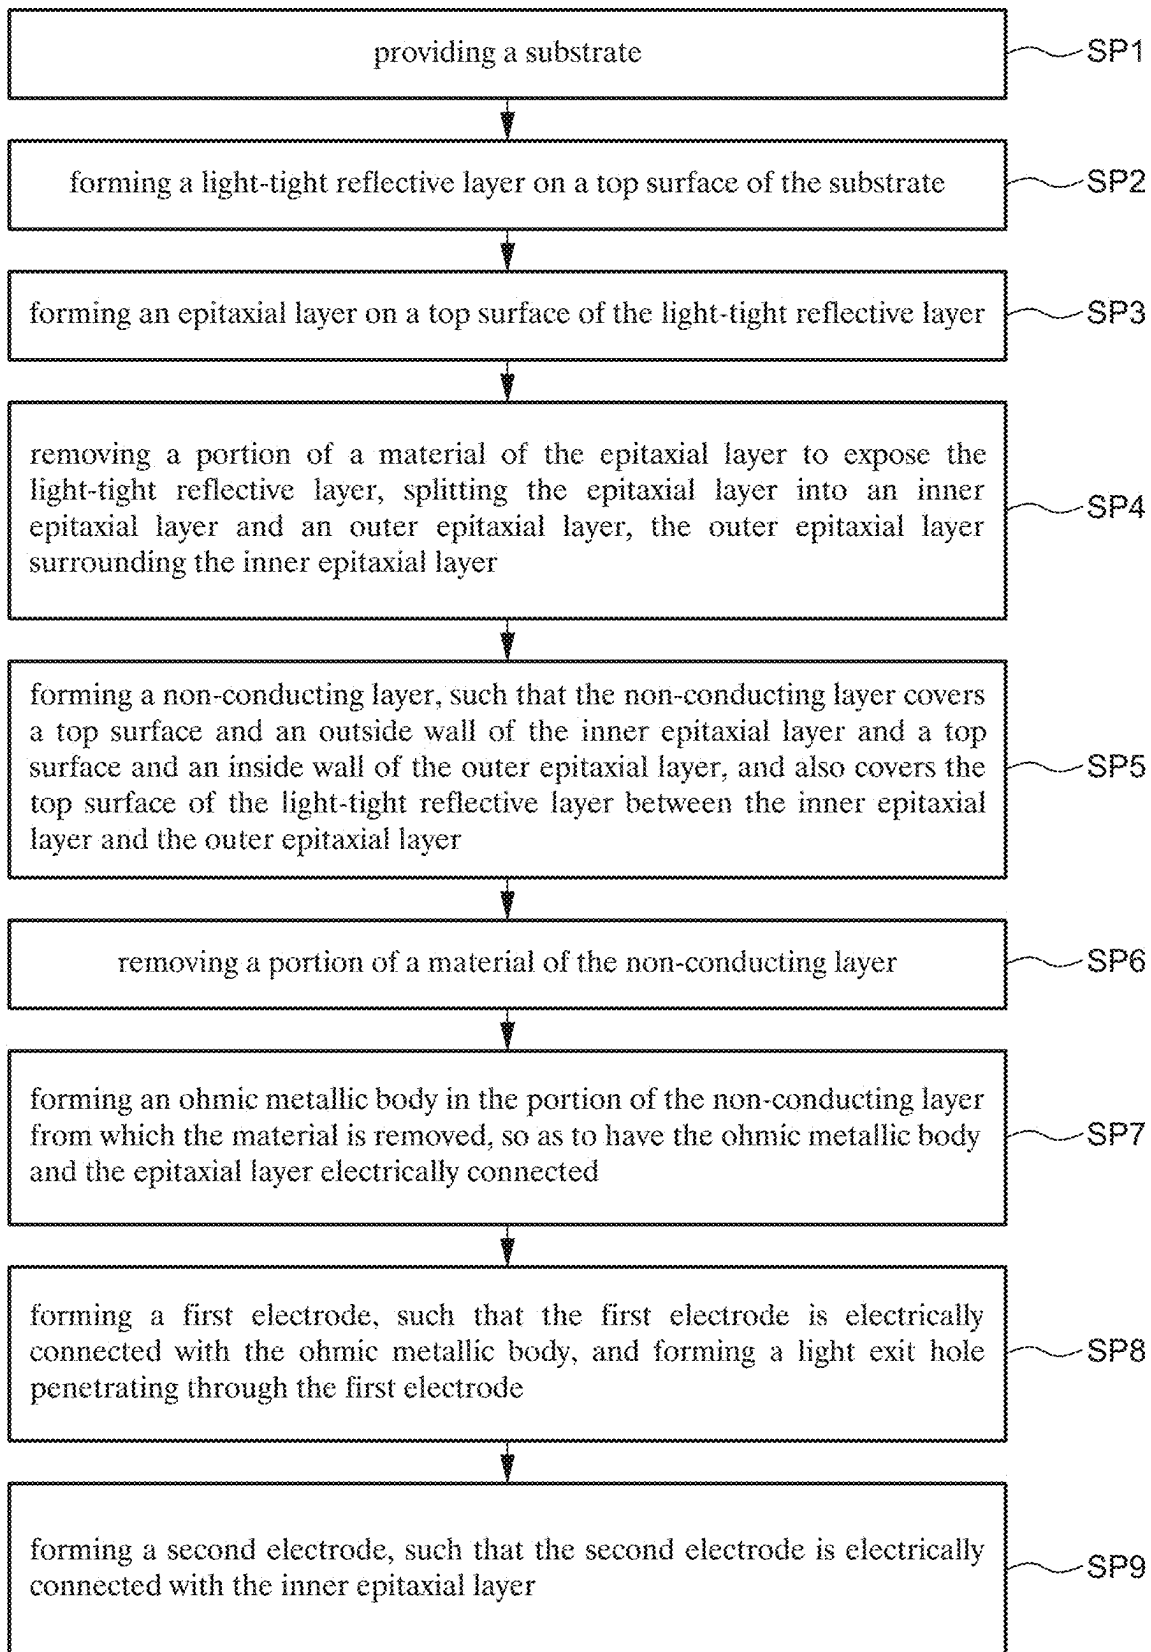 providing a substrate
SP1
forming a light-tight reflective layer on a top surface of the substrate
SP2
forming an epitaxial layer on a top surface of the light-tight reflective layer
SP3
removing a portion of a material of the epitaxial layer to expose the
light-tight reflective layer, splitting the epitaxial layer into an inner
epitaxial layer and an outer epitaxial layer, the outer epitaxial layer
surrounding the inner epitaxial layer
SP4
forming a non-conducting layer, such that the non-conducting layer covers
a top surface and an outside wall of the inner epitaxial layer and a top
surface and an inside wall of the outer epitaxial layer, and also covers the
top surface of the light-tight reflective layer between the inner epitaxial
layer and the outer epitaxial layer
SP5
removing a portion of a material of the non-conducting layer
SP6
forming an ohmic metallic body in the portion of the non-conducting layer
from which the material is removed, so as to have the ohmic metallic body
and the epitaxial layer electrically connected
SP7
forming a first electrode, such that the first electrode is electrically
connected with the ohmic metallic body, and forming a light exit hole
penetrating through the first electrode
SP8
forming a second electrode, such that the second electrode is electrically
connected with the inner epitaxial layer
SP9